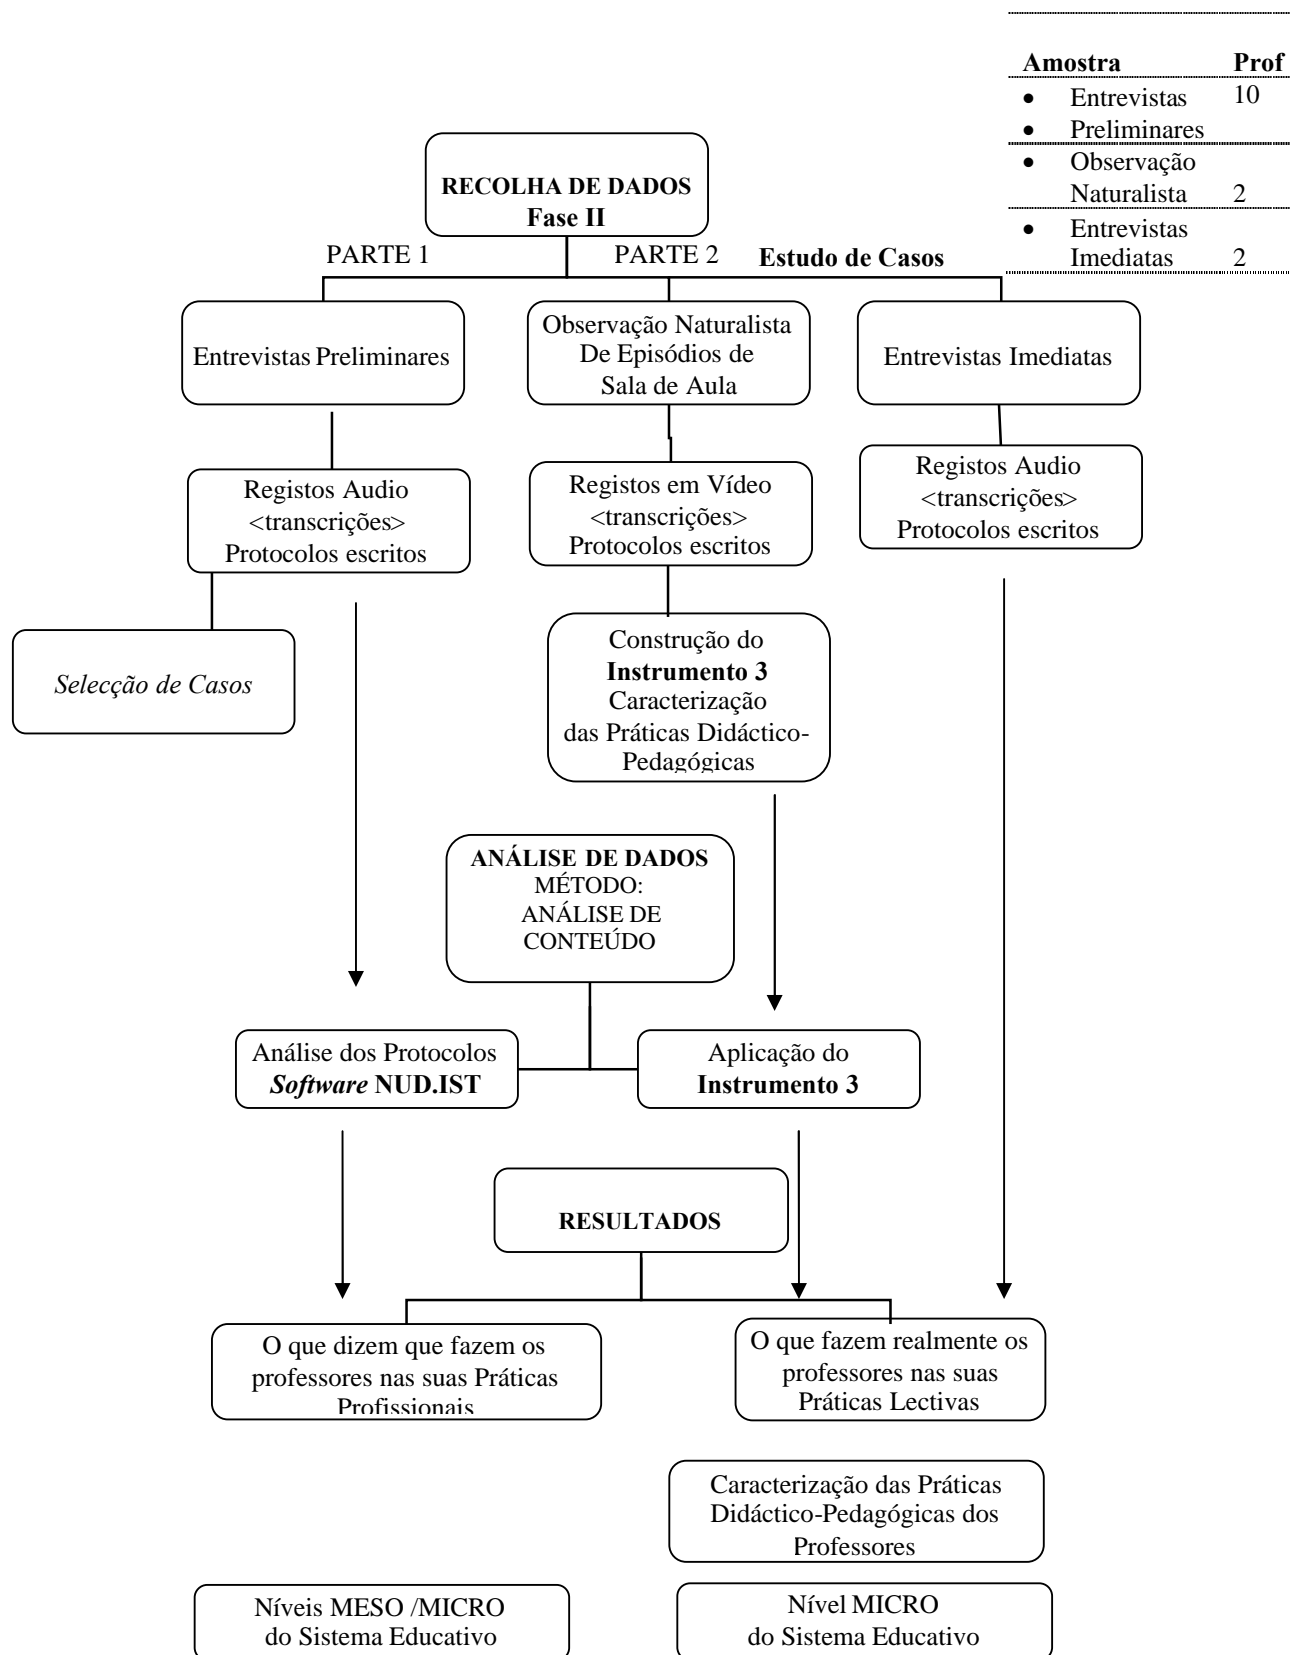 Amostra Prof
• Entrevistas 10
• Preliminares
• Observação
Naturalista 2
• Entrevistas
Imediatas 2
RECOLHA DE DADOS
Fase II
PARTE 1 PARTE 2 Estudo de Casos
Entrevistas Preliminares
Observação Naturalista
De Episódios de
Sala de Aula
Entrevistas Imediatas
Registos Audio
<transcrições>
Protocolos escritos
Registos em Vídeo
<transcrições>
Protocolos escritos
Registos Audio
<transcrições>
Protocolos escritos
Selecção de Casos
Construção do
Instrumento 3
Caracterização
das Práticas Didáctico-
Pedagógicas
ANÁLISE DE DADOS
MÉTODO:
ANÁLISE DE
CONTEÚDO
Análise dos Protocolos
Software NUD.IST
Aplicação do
Instrumento 3
RESULTADOS
O que dizem que fazem os
professores nas suas Práticas
Profissionais
O que fazem realmente os
professores nas suas
Práticas Lectivas
Caracterização das Práticas
Didáctico-Pedagógicas dos
Professores
Níveis MESO /MICRO
do Sistema Educativo
Nível MICRO
do Sistema Educativo